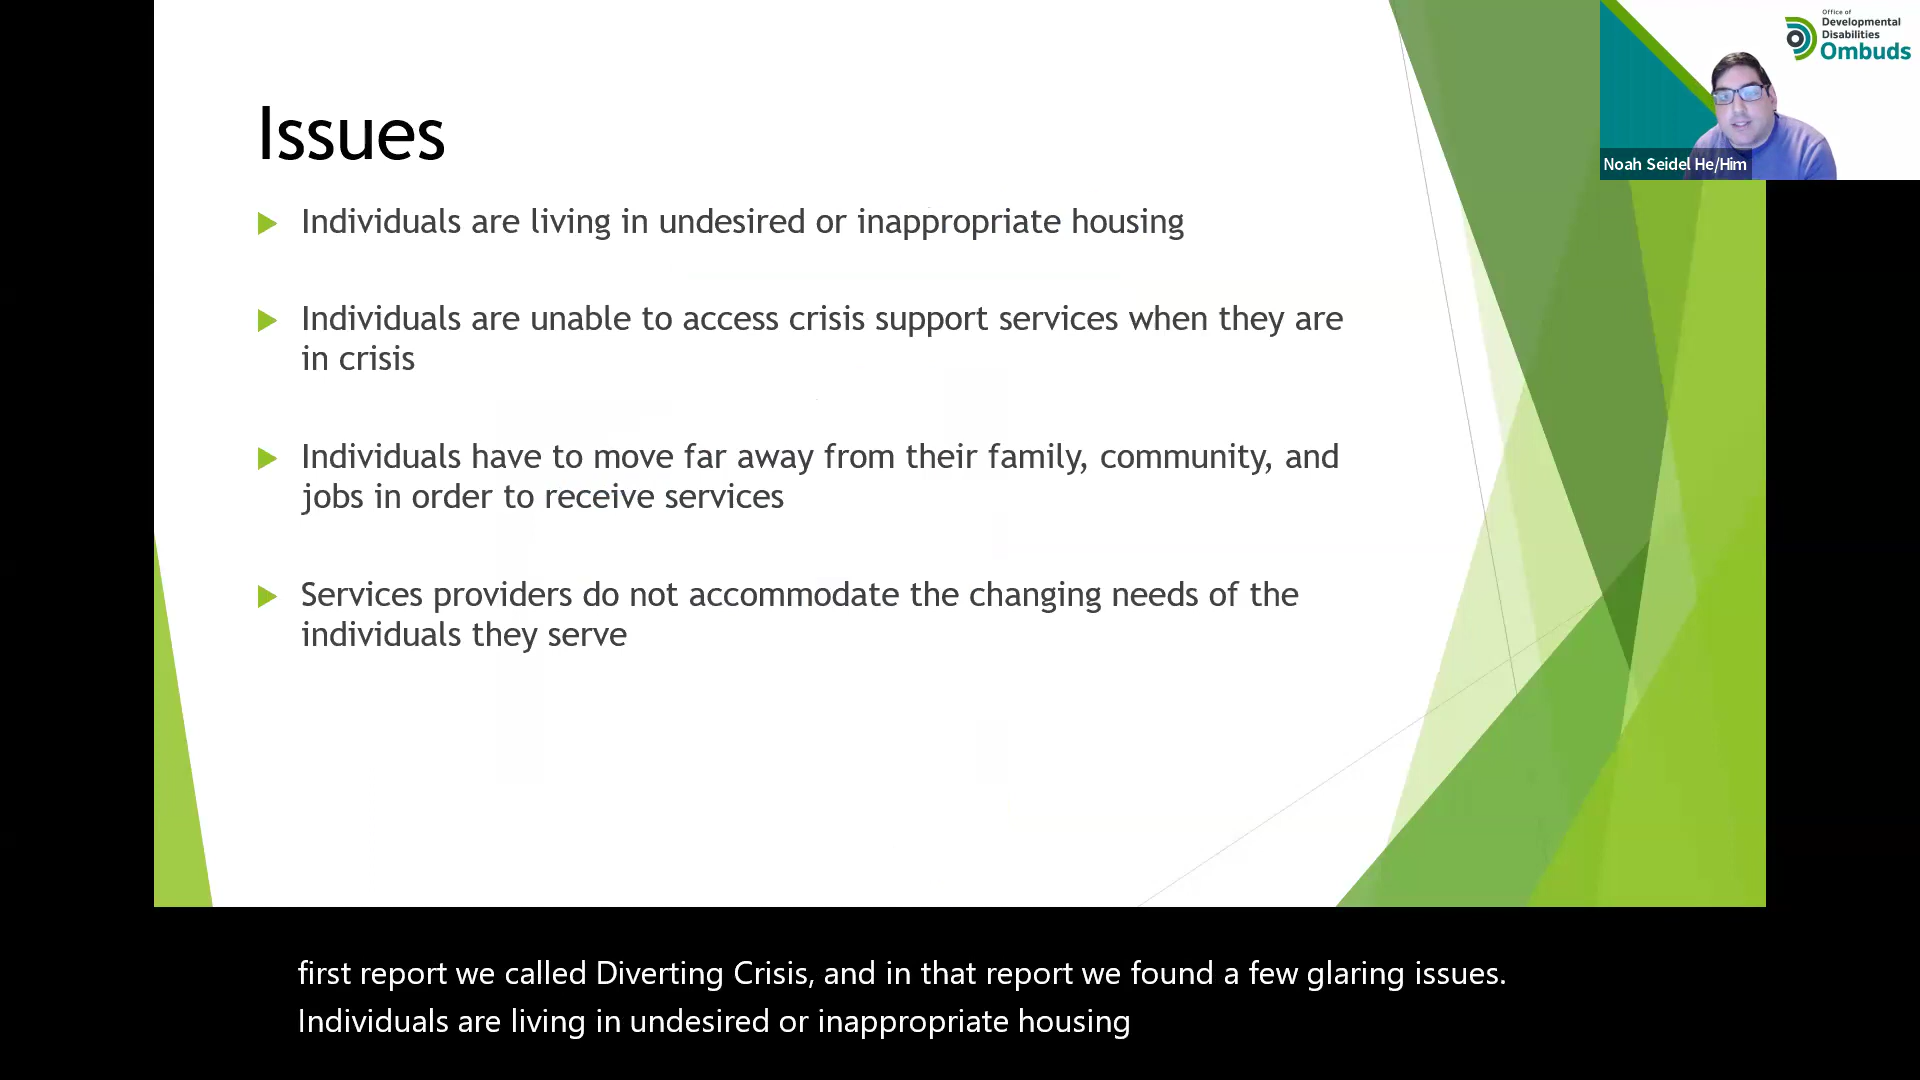 Office of
Developmental
Disabilities
Ombuds
Noah Seidel He/Him
Issues
Individuals are living in undesired or inappropriate housing
Individuals are unable to access crisis support services when they are
in crisis
Individuals have to move far away from their family, community, and
jobs in order to receive services
Services providers do not accommodate the changing needs of the
individuals they serve
first report we called Diverting Crisis, and in that report we found a few glaring issues.
Individuals are living in undesired or inappropriate housing